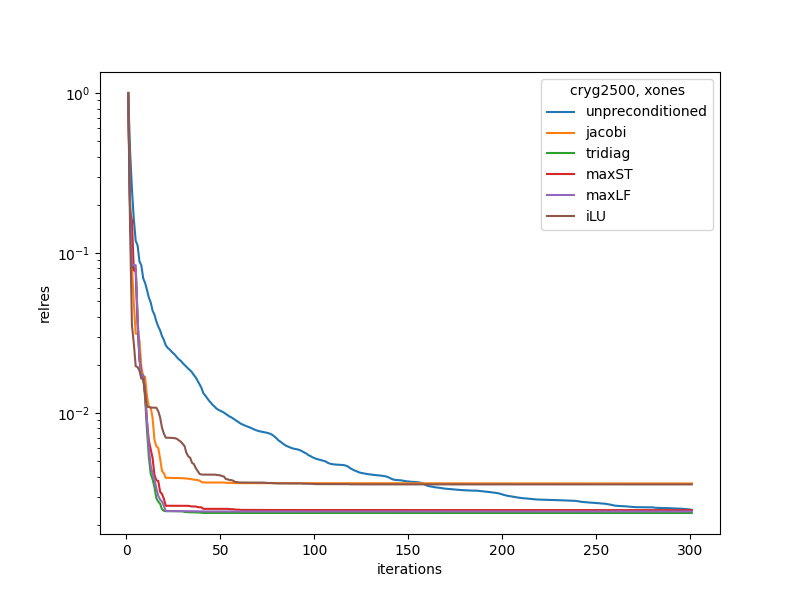 cryg2500, xones
unpreconditioned
jacobi
tridiag
maxST
maxLF
iLU
10⁰
10⁻¹
10⁻²
relres
0 50 100 150 200 250 300
iterations